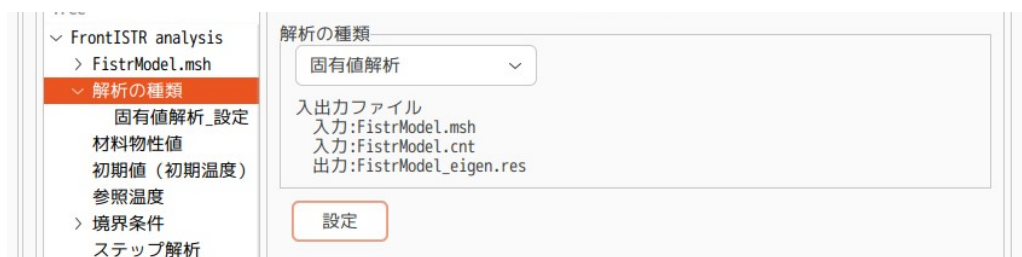 FrontISTR analysis
FistrModel.msh
解析の種類
固有値解析_設定
材料物性値
初期値（初期温度）
参照温度
境界条件
ステップ解析
解析の種類
固有値解析
入出力ファイル
入力:FistrModel.msh
入力:FistrModel.cnt
出力:FistrModel_eigen.res
設定